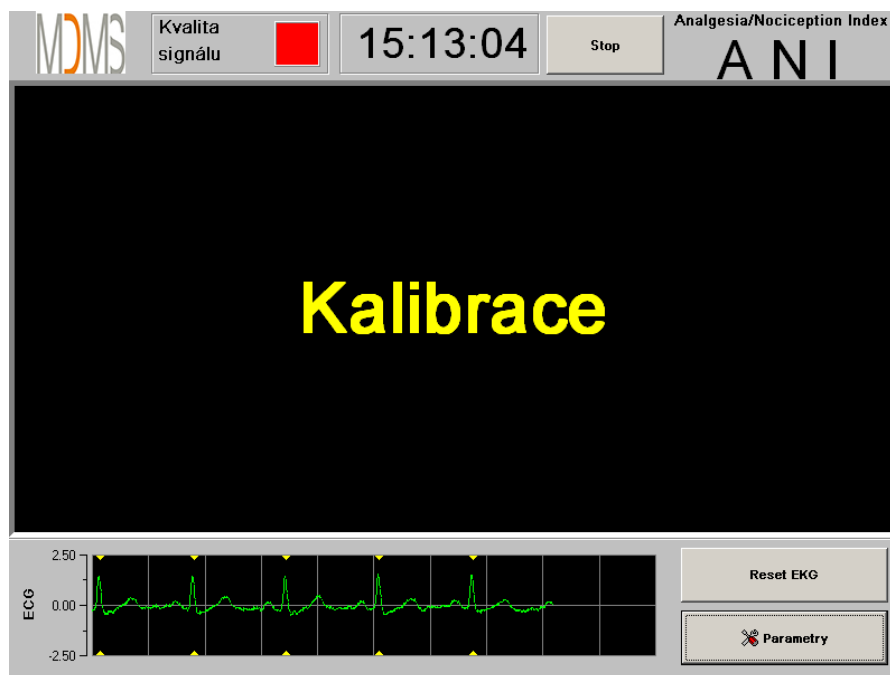 MDMS
Kvalita
signálu
15:13:04
Stop
Analgesia/Nociception Index
ANI
Kalibrace
ECG
2.50
0.00
-2.50
Reset EKG
Parametry